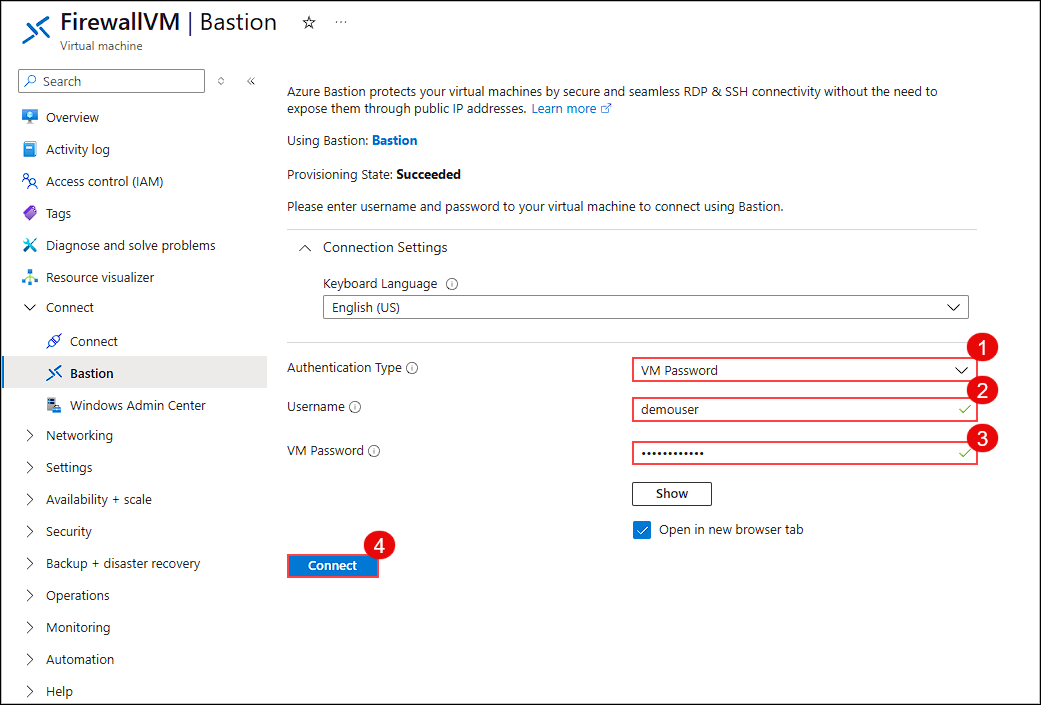 FirewallVM | Bastion ☆ ...
Virtual machine
Search
Overview
Activity log
Access control (IAM)
Tags
Diagnose and solve problems
Resource visualizer
Connect
Connect
Bastion
Windows Admin Center
Networking
Settings
Availability + scale
Security
Backup + disaster recovery
Operations
Monitoring
Automation
Help
Azure Bastion protects your virtual machines by secure and seamless RDP & SSH connectivity without the need to
expose them through public IP addresses. Learn more
Using Bastion: Bastion
Provisioning State: Succeeded
Please enter username and password to your virtual machine to connect using Bastion.
Connection Settings
Keyboard Language
English (US)
Authentication Type
VM Password
1
Username
demouser
2
VM Password
••••••••••••
3
Show
Open in new browser tab
Connect
4